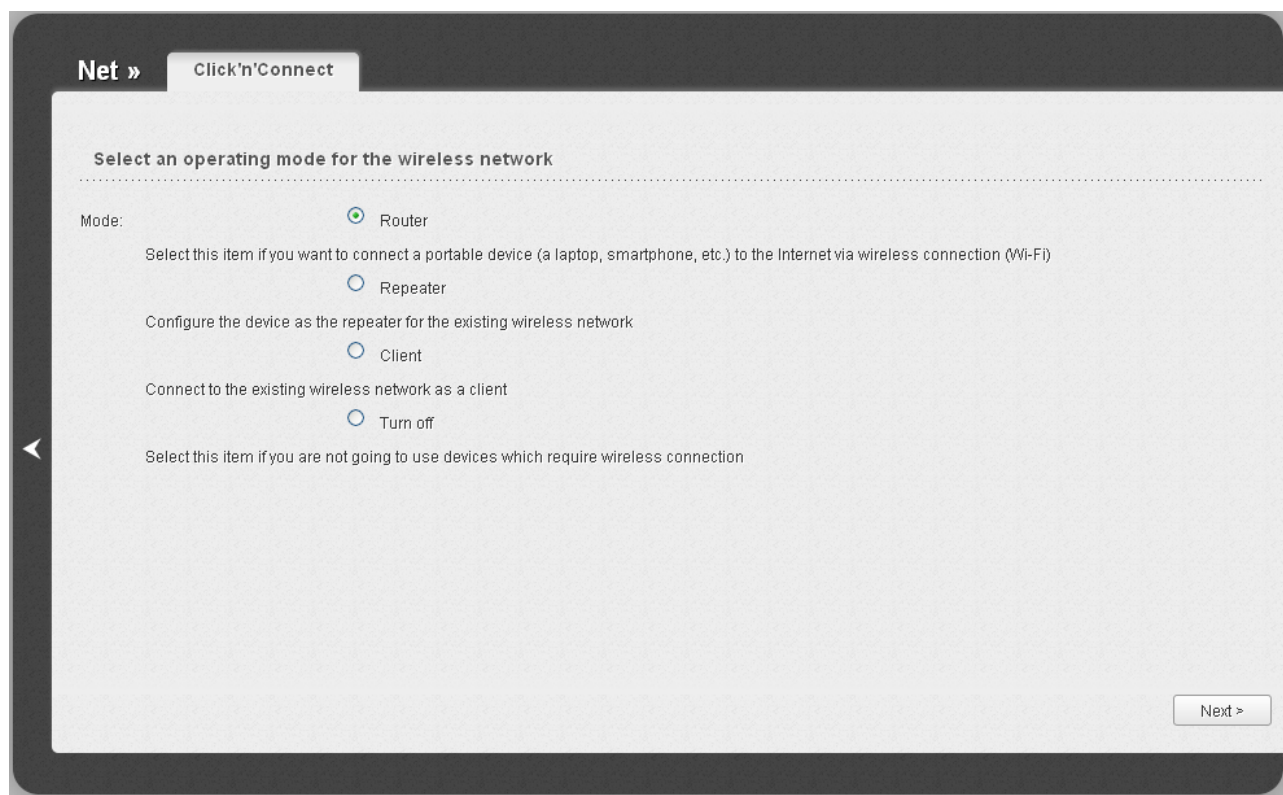 Net »
Click'n'Connect
Select an operating mode for the wireless network
Mode:
Router
Select this item if you want to connect a portable device (a laptop, smartphone, etc.) to the Internet via wireless connection (Wi-Fi)
Repeater
Configure the device as the repeater for the existing wireless network
Client
Connect to the existing wireless network as a client
Turn off
Select this item if you are not going to use devices which require wireless connection
Next >